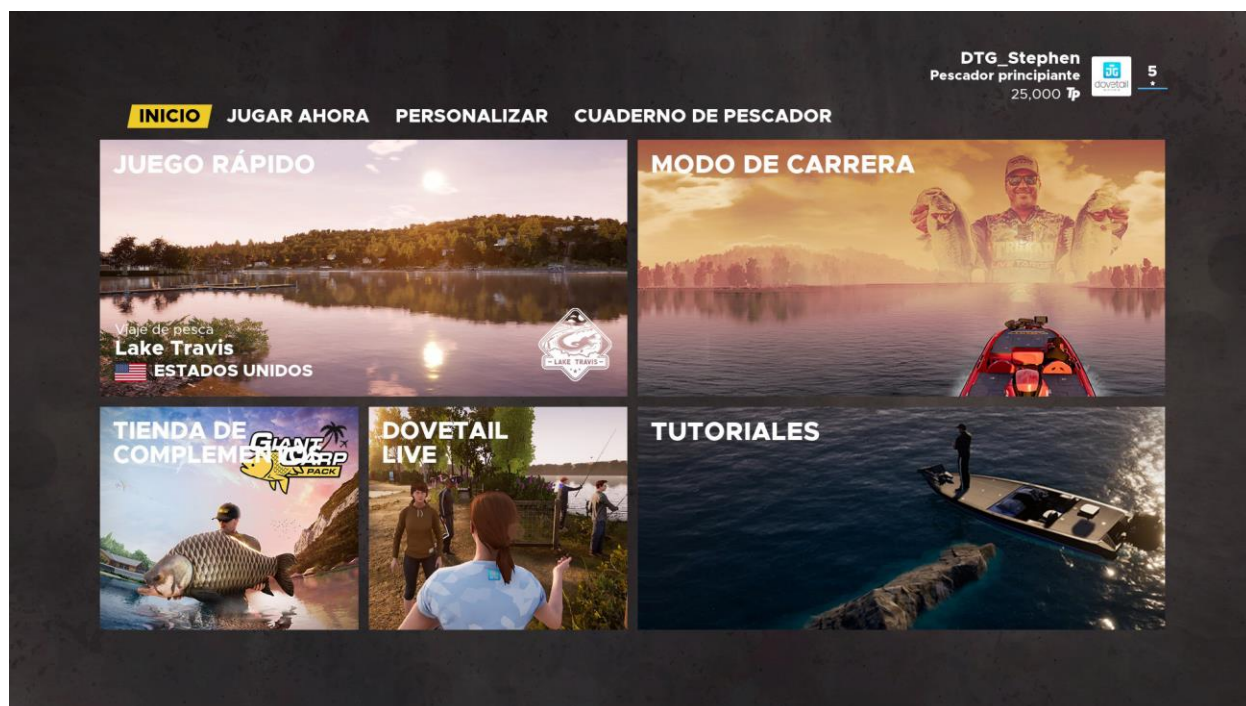 DTG_Stephen
Pescador principiante
25,000 Tp
dovetail
5
INICIO JUGAR AHORA PERSONALIZAR CUADERNO DE PESCADOR
JUEGO RÁPIDO
Viaje de pesca
Lake Travis
ESTADOS UNIDOS
LAKE TRAVIS
MODO DE CARRERA
TIENDA DE
COMPLEMENTOS
GIANT
CARP
PACK
DOVETAIL
LIVE
TUTORIALES